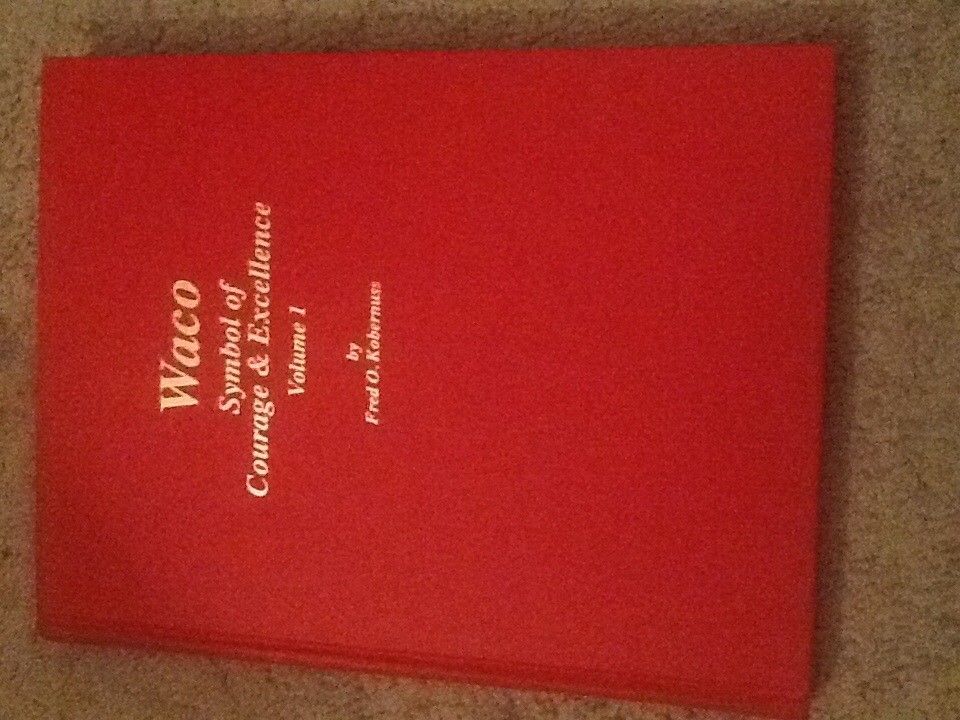 Waco
Symbol of
Courage & Excellence
Volume 1
by
Fred O. Kobernuss